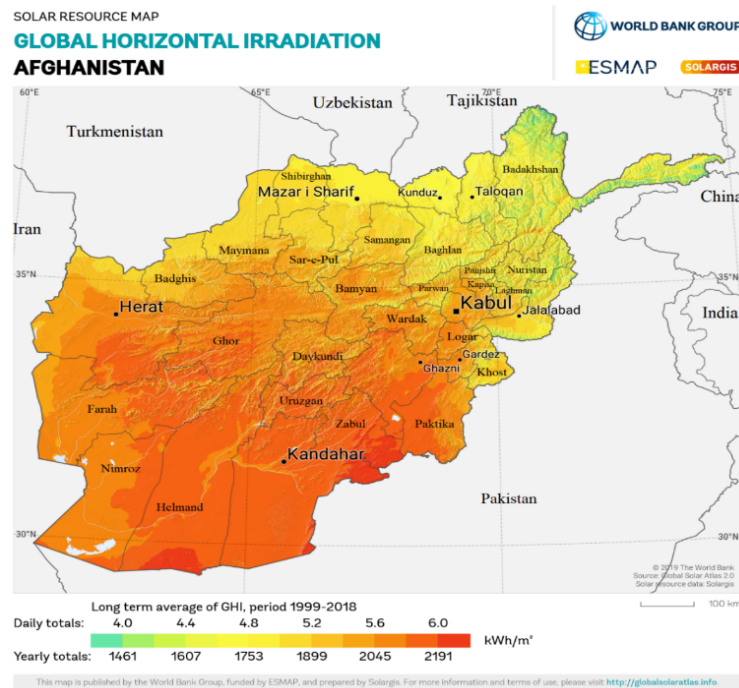 SOLAR RESOURCE MAP
GLOBAL HORIZONTAL IRRADIATION
AFGHANISTAN
WORLD BANK GROUP
ESMAP
SOLARGIS
60°E
65°E
70°E
75°E
Uzbekistan
Tajikistan
Turkmenistan
Badakhshan
Shibirghan
Mazar i Sharif
Kunduz
Taloqan
China
Iran
Samangan
Baghlan
Maymana
Sar-e-Pul
Panjshir
Nuristan
35°N
35°N
Badghis
Bamyan
Parwan
Kapisa
Laghman
Herat
Kabul
Jalalabad
India
Wardak
Ghor
Logar
Daykundi
Gardez
Ghazni
Khost
Uruzgan
Farah
Zabul
Paktika
Kandahar
Nimroz
Pakistan
Helmand
30°N
30°N
© 2019 The World Bank
Source: Global Solar Atlas 2.0
Solar resource data: Solargis
100 km
Long term average of GHI, period 1999-2018
Daily totals: 4.0 4.4 4.8 5.2 5.6 6.0
kWh/m²
Yearly totals: 1461 1607 1753 1899 2045 2191
This map is published by the World Bank Group, funded by ESMAP, and prepared by Solargis. For more information and terms of use, please visit http://globalsolaratlas.info.